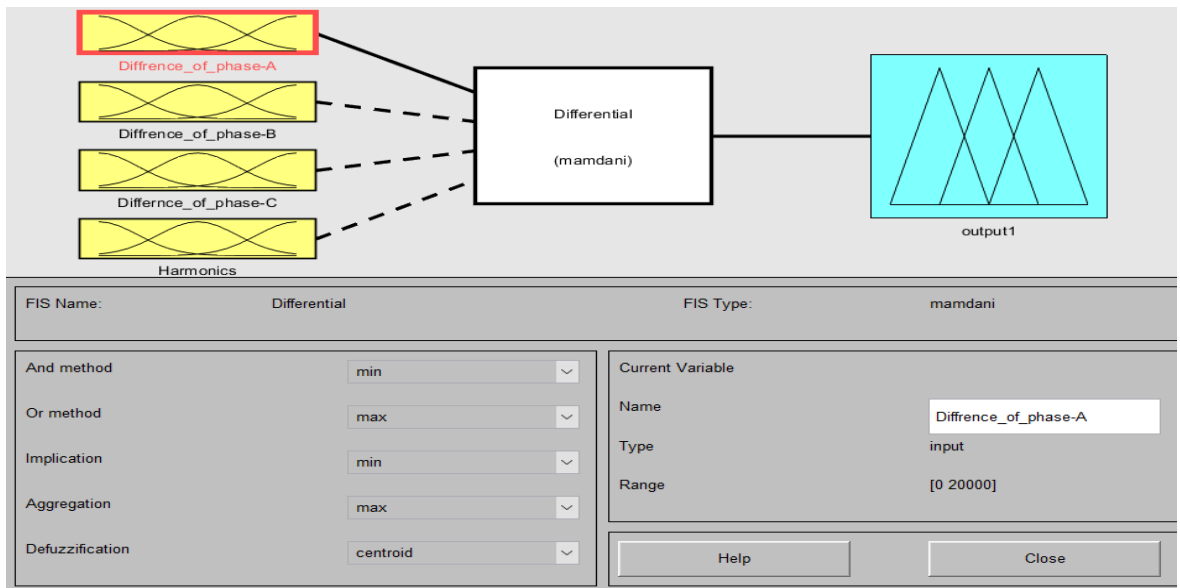 Diffrence_of_phase-A
Diffrence_of_phase-B
Differnce_of_phase-C
Harmonics
Differential
(mamdani)
output1
FIS Name: Differential FIS Type: mamdani
And method min
Or method max
Implication min
Aggregation max
Defuzzification centroid
Current Variable
Name Diffrence_of_phase-A
Type input
Range [0 20000]
Help Close